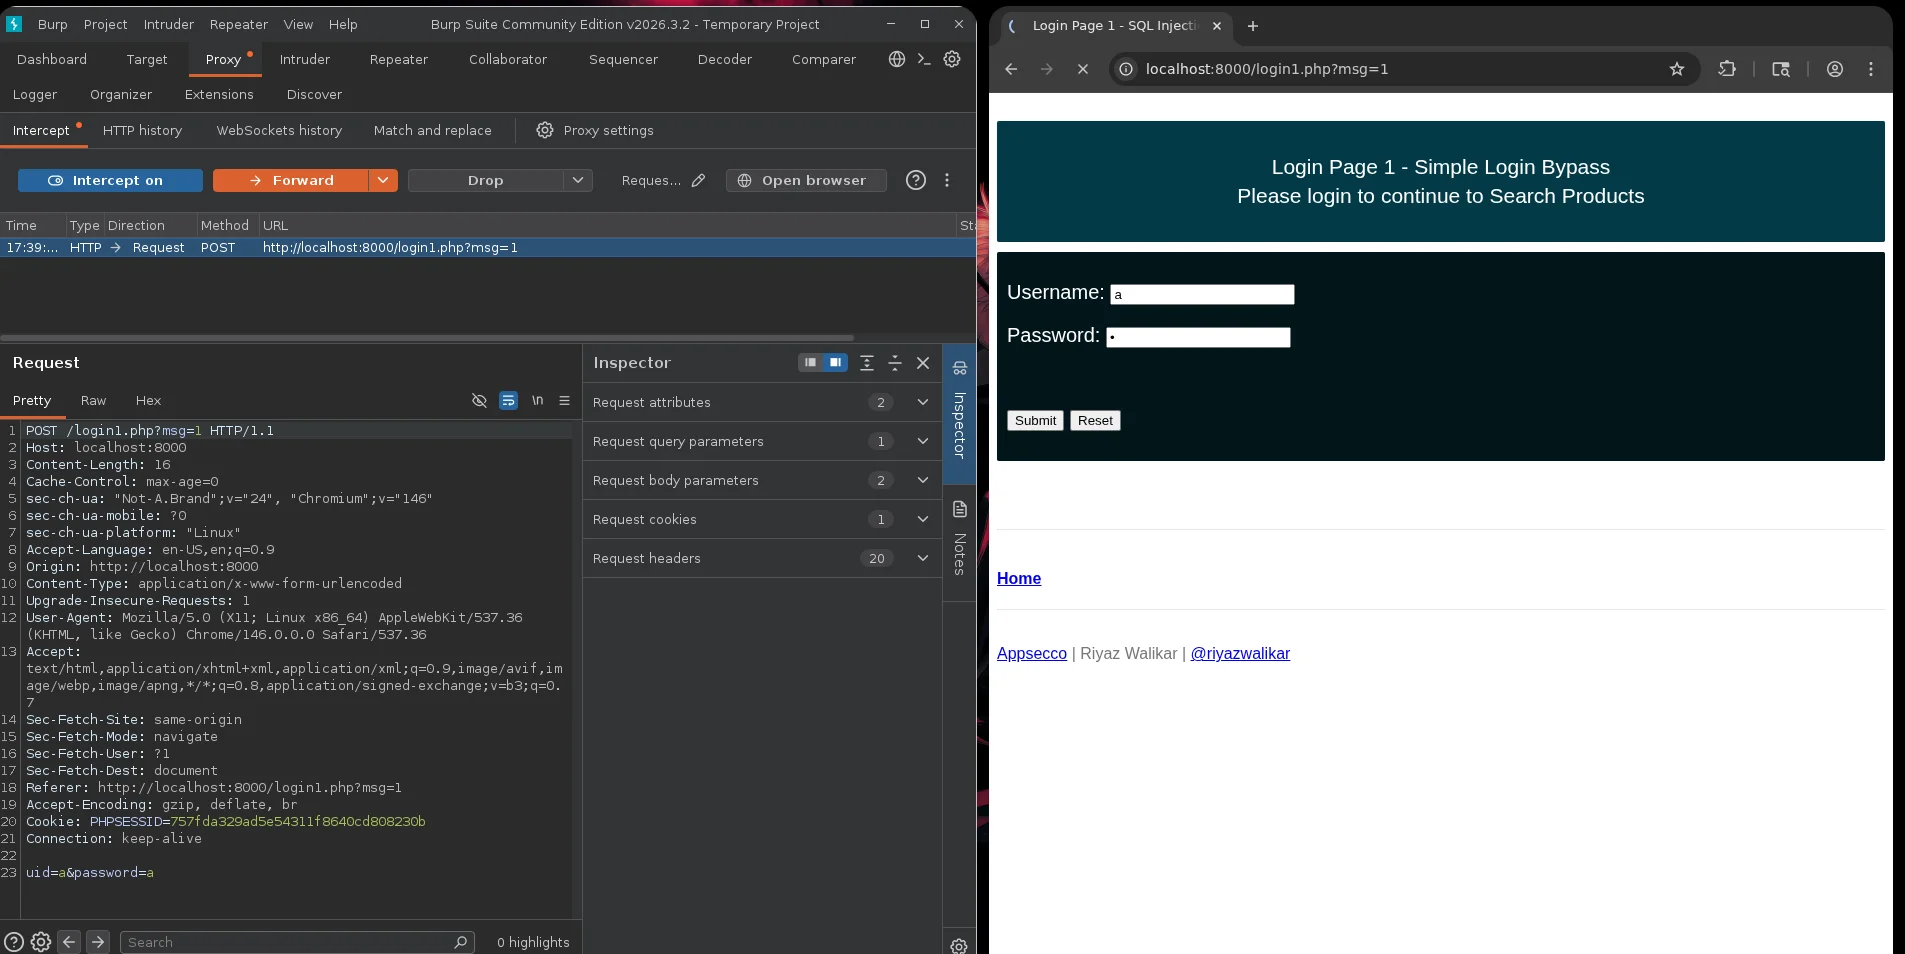 Burp Project Intruder Repeater View Help Burp Suite Community Edition v2026.3.2 - Temporary Project
Dashboard Target Proxy Intruder Repeater Collaborator Sequencer Decoder Comparer
Logger Organizer Extensions Discover
Intercept HTTP history WebSockets history Match and replace Proxy settings
Intercept on Forward Drop Reques... Open browser
Time Type Direction Method URL Sta
17:39:... HTTP Request POST http://localhost:8000/login1.php?msg=1
Request
Pretty Raw Hex \n
1 POST /login1.php?msg=1 HTTP/1.1
2 Host: localhost:8000
3 Content-Length: 16
4 Cache-Control: max-age=0
5 sec-ch-ua: "Not-A.Brand";v="24", "Chromium";v="146"
6 sec-ch-ua-mobile: ?0
7 sec-ch-ua-platform: "Linux"
8 Accept-Language: en-US,en;q=0.9
9 Origin: http://localhost:8000
10 Content-Type: application/x-www-form-urlencoded
11 Upgrade-Insecure-Requests: 1
12 User-Agent: Mozilla/5.0 (X11; Linux x86_64) AppleWebKit/537.36
(KHTML, like Gecko) Chrome/146.0.0.0 Safari/537.36
13 Accept:
text/html,application/xhtml+xml,application/xml;q=0.9,image/avif,im
age/webp,image/apng,*/*;q=0.8,application/signed-exchange;v=b3;q=0.
7
14 Sec-Fetch-Site: same-origin
15 Sec-Fetch-Mode: navigate
16 Sec-Fetch-User: ?1
17 Sec-Fetch-Dest: document
18 Referer: http://localhost:8000/login1.php?msg=1
19 Accept-Encoding: gzip, deflate, br
20 Cookie: PHPSESSID=757fda329ad5e54311f8640cd808230b
21 Connection: keep-alive
22
23 uid=a&password=a
Search 0 highlights
Inspector
Request attributes 2
Request query parameters 1
Request body parameters 2
Request cookies 1
Request headers 20
Inspector
Notes
Login Page 1 - SQL Injecti
localhost:8000/login1.php?msg=1
Login Page 1 - Simple Login Bypass
Please login to continue to Search Products
Username: a
Password: •
Submit Reset
Home
Appsecco | Riyaz Walikar | @riyazwalikar